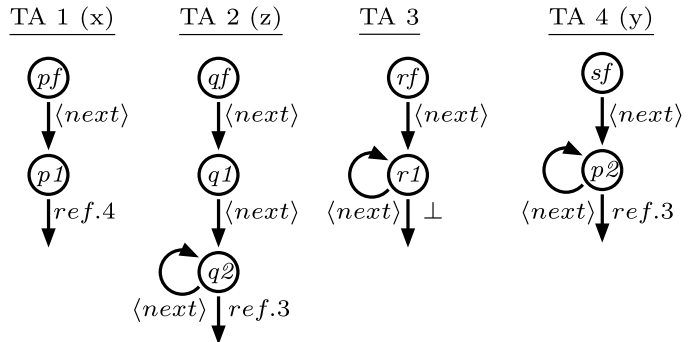 TA 1 (x) TA 2 (z) TA 3 TA 4 (y)
pf qf rf sf
⟨next⟩ ⟨next⟩ ⟨next⟩ ⟨next⟩
p1 q1 r1 p2
ref.4 ⟨next⟩ ⟨next⟩ ⊥ ⟨next⟩ ref.3
q2
⟨next⟩ ref.3